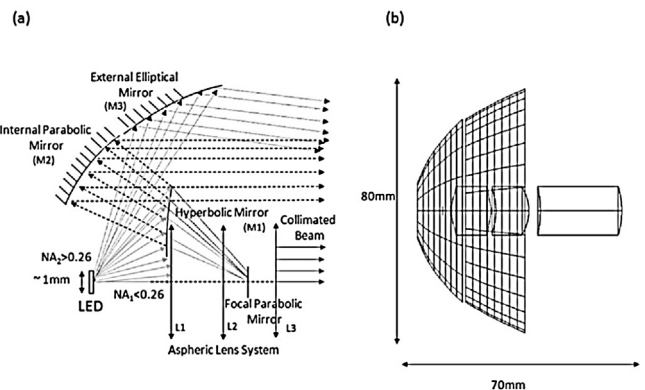 (a)
(b)
External Elliptical
Mirror
(M3)
Internal Parabolic
Mirror
(M2)
Hyperbolic Mirror
(M1)
Collimated
Beam
NA₂>0.26
~ 1mm
LED
NA₁<0.26
Focal Parabolic
Mirror
L1
L2
L3
Aspheric Lens System
80mm
70mm